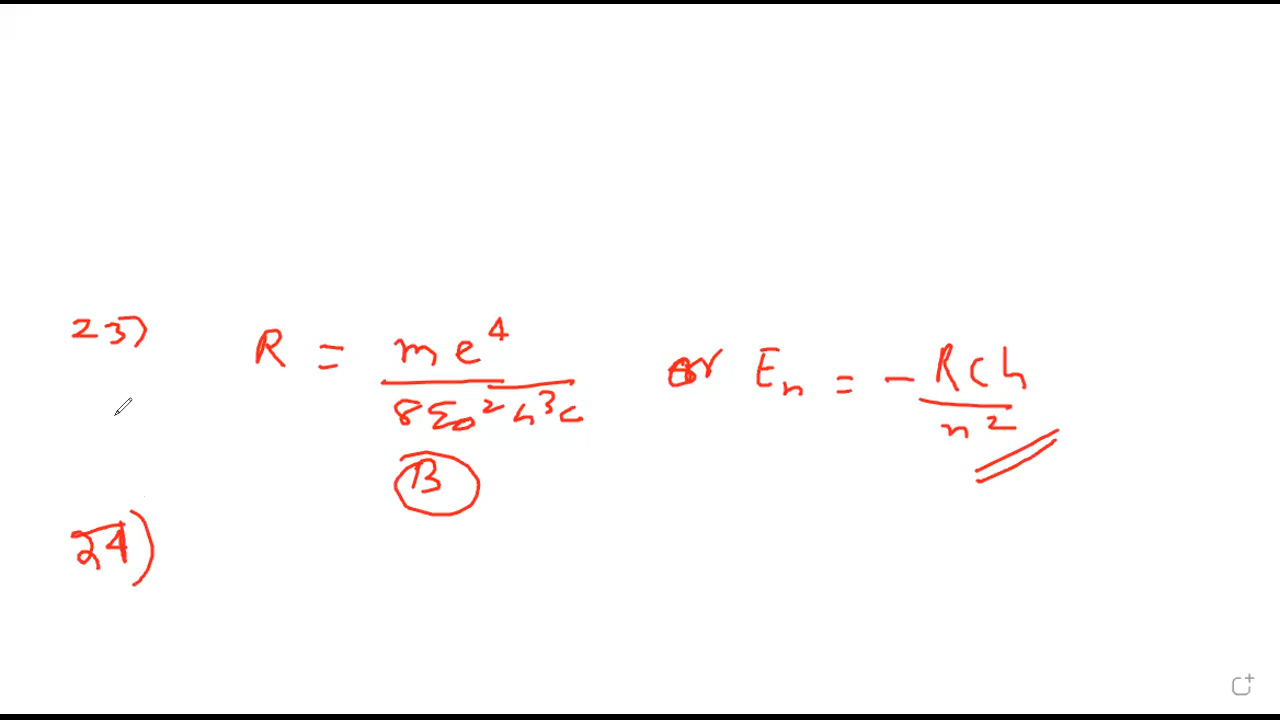 23) R = me⁴ / 8ε₀²h³c or Eₙ = - Rch / n²
B
24)